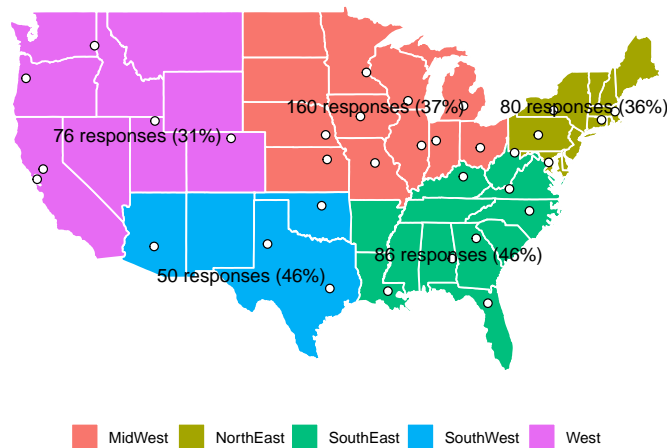 160 responses (37%)
80 responses (36%)
76 responses (31%)
86 responses (46%)
50 responses (46%)
MidWest
NorthEast
SouthEast
SouthWest
West